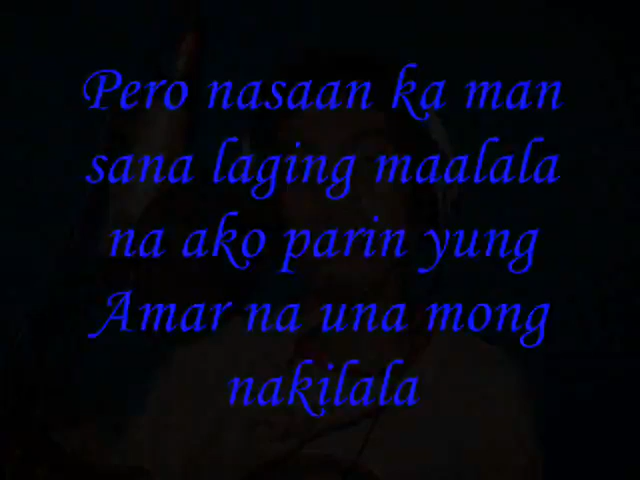 Pero nasaan ka man
sana laging maalala
na ako parin yung
Amar na una mong
nakilala